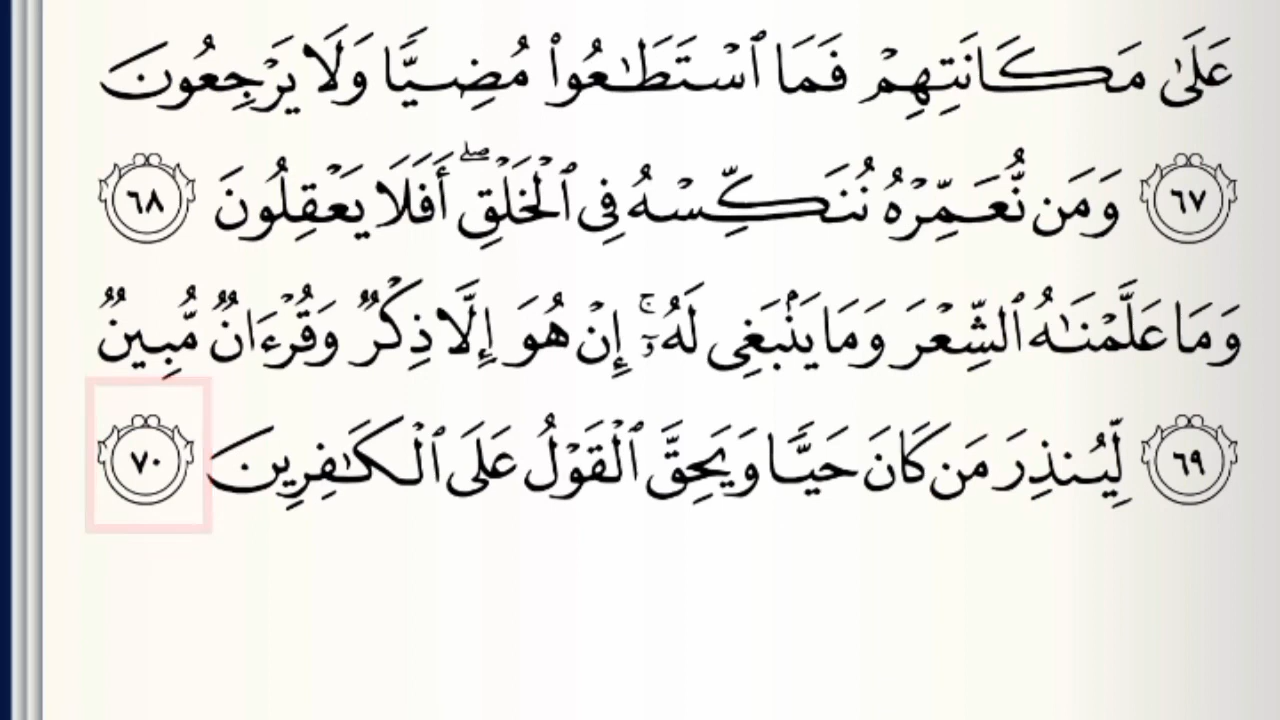 عَلَىٰ مَكَانَتِهِمْ فَمَا ٱسْتَطَٰعُوا۟ مُضِيًّا وَلَا يَرْجِعُونَ
٦٧ وَمَن نُّعَمِّرْهُ نُنَكِّسْهُ فِى ٱلْخَلْقِ ۖ أَفَلَا يَعْقِلُونَ ٦٨
وَمَا عَلَّمْنَٰهُ ٱلشِّعْرَ وَمَا يَنۢبَغِى لَهُۥٓ ۚ إِنْ هُوَ إِلَّا ذِكْرٌ وَقُرْءَانٌ مُّبِينٌ
٦٩ لِّيُنذِرَ مَن كَانَ حَيًّا وَيَحِقَّ ٱلْقَوْلُ عَلَى ٱلْكَٰفِرِينَ ٧٠